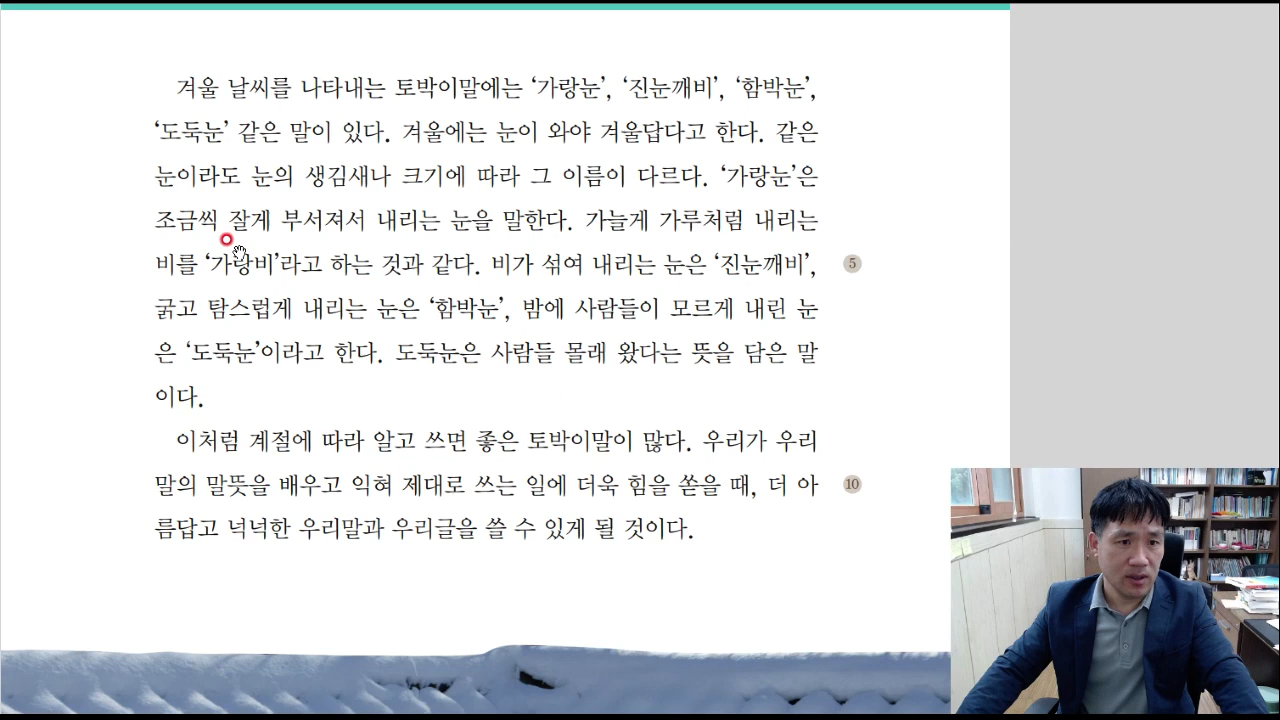 겨울 날씨를 나타내는 토박이말에는 ‘가랑눈’, ‘진눈깨비’, ‘함박눈’,
‘도둑눈’ 같은 말이 있다. 겨울에는 눈이 와야 겨울답다고 한다. 같은
눈이라도 눈의 생김새나 크기에 따라 그 이름이 다르다. ‘가랑눈’은
조금씩 잘게 부서져서 내리는 눈을 말한다. 가늘게 가루처럼 내리는
비를 ‘가랑비’라고 하는 것과 같다. 비가 섞여 내리는 눈은 ‘진눈깨비’, 5
굵고 탐스럽게 내리는 눈은 ‘함박눈’, 밤에 사람들이 모르게 내린 눈
은 ‘도둑눈’이라고 한다. 도둑눈은 사람들 몰래 왔다는 뜻을 담은 말
이다.
이처럼 계절에 따라 알고 쓰면 좋은 토박이말이 많다. 우리가 우리
말의 말뜻을 배우고 익혀 제대로 쓰는 일에 더욱 힘을 쏟을 때, 더 아 10
름답고 넉넉한 우리말과 우리글을 쓸 수 있게 될 것이다.